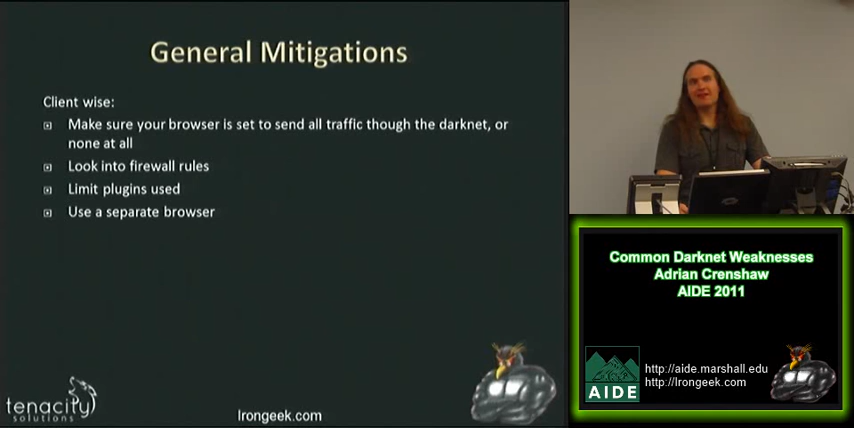 General Mitigations
Client wise:
Make sure your browser is set to send all traffic though the darknet, or
none at all
Look into firewall rules
Limit plugins used
Use a separate browser
tenacity
solutions
Irongeek.com
Common Darknet Weaknesses
Adrian Crenshaw
AIDE 2011
AIDE
http://aide.marshall.edu
http://Irongeek.com